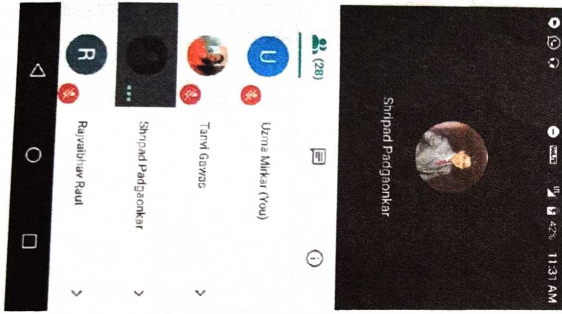 42% 11:31 AM
Shripad Padgaonkar
(28)
U
Uzma Mirkar (You)
Tanvi Gawas
Shripad Padgaonkar
R
Rajvaibhav Raut